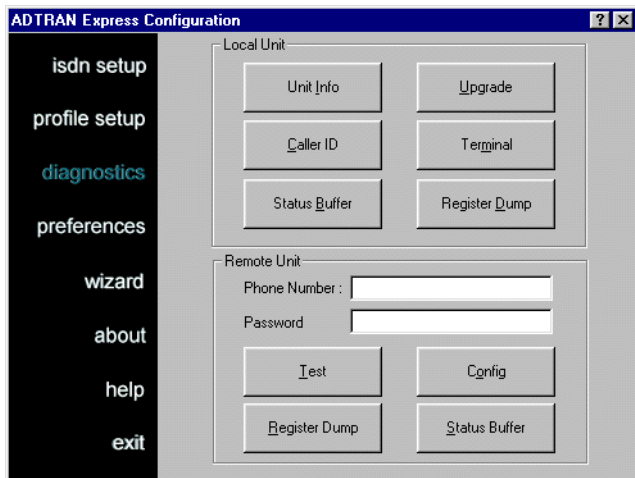 ADTRAN Express Configuration
isdn setup
profile setup
diagnostics
preferences
wizard
about
help
exit
Local Unit
Unit Info
Upgrade
Caller ID
Terminal
Status Buffer
Register Dump
Remote Unit
Phone Number :
Password
Test
Config
Register Dump
Status Buffer